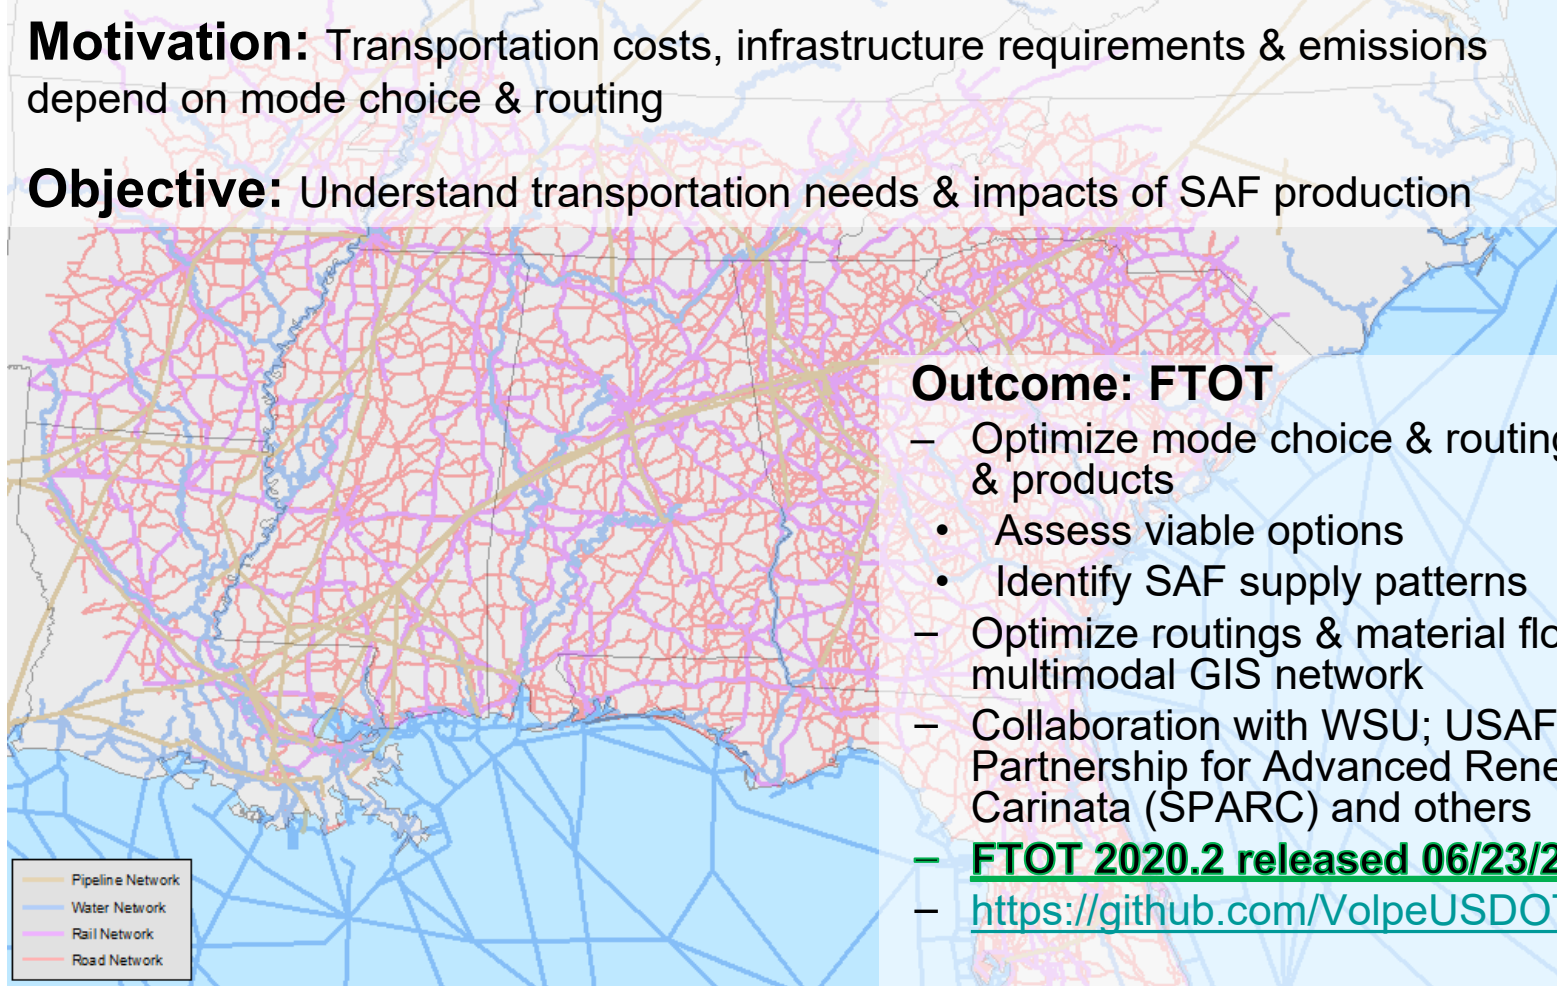 Motivation: Transportation costs, infrastructure requirements & emissions
depend on mode choice & routing
Objective: Understand transportation needs & impacts of SAF production
Outcome: FTOT
– Optimize mode choice & routing
& products
• Assess viable options
• Identify SAF supply patterns
– Optimize routings & material flo
multimodal GIS network
– Collaboration with WSU; USAF
Partnership for Advanced Rene
Carinata (SPARC) and others
– FTOT 2020.2 released 06/23/2
– https://github.com/VolpeUSDOT
Pipeline Network
Water Network
Rail Network
Road Network